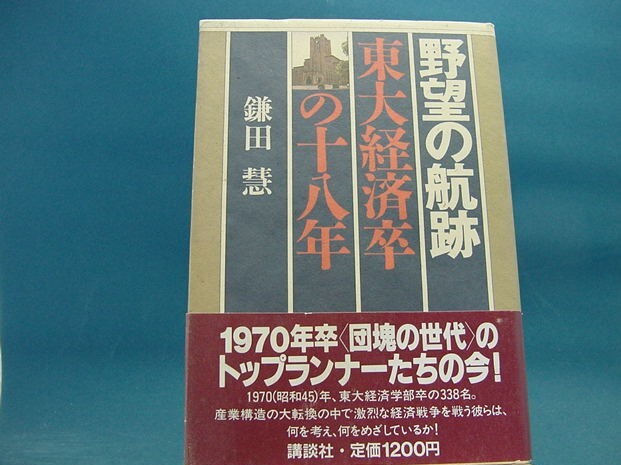 野望の航跡
東大経済卒
の十八年
鎌田 慧
1970年卒〈団塊の世代〉の
トップランナーたちの今!
1970(昭和45)年、東大経済学部卒の338名。
産業構造の大転換の中で激烈な経済戦争を戦う彼らは、
何を考え、何をめざしているか!
講談社・定価1200円